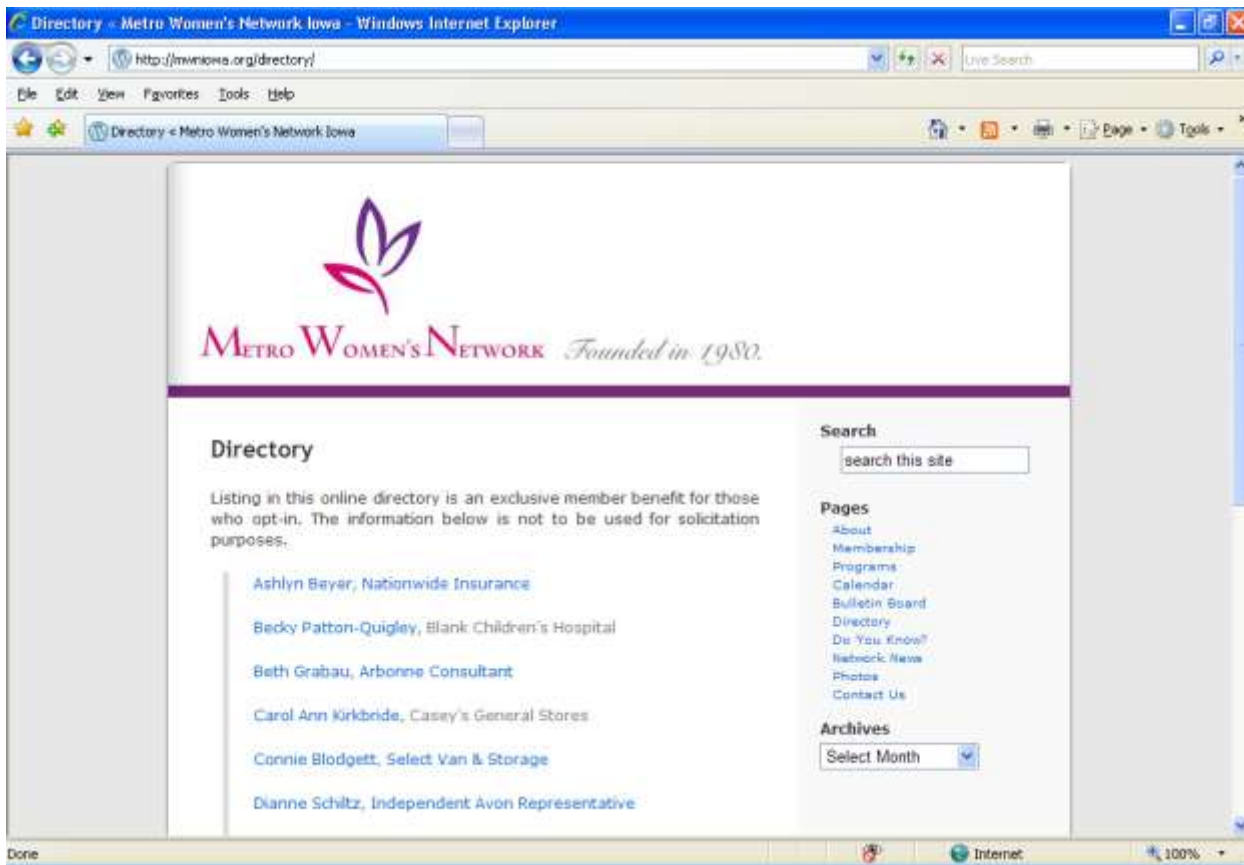 Directory « Metro Women's Network Iowa - Windows Internet Explorer
http://mwniowa.org/directory/
Live Search
File Edit View Favorites Tools Help
Directory « Metro Women's Network Iowa
Page Tools
METRO WOMEN'S NETWORK Founded in 1980.
Directory
Listing in this online directory is an exclusive member benefit for those
who opt-in. The information below is not to be used for solicitation
purposes.
Ashlyn Beyer, Nationwide Insurance
Becky Patton-Quigley, Blank Children's Hospital
Beth Grabau, Arbonne Consultant
Carol Ann Kirkbride, Casey's General Stores
Connie Blodgett, Select Van & Storage
Dianne Schiltz, Independent Avon Representative
Search
search this site
Pages
About
Membership
Programs
Calendar
Bulletin Board
Directory
Do You Know?
Network News
Photos
Contact Us
Archives
Select Month
Done
Internet
100%